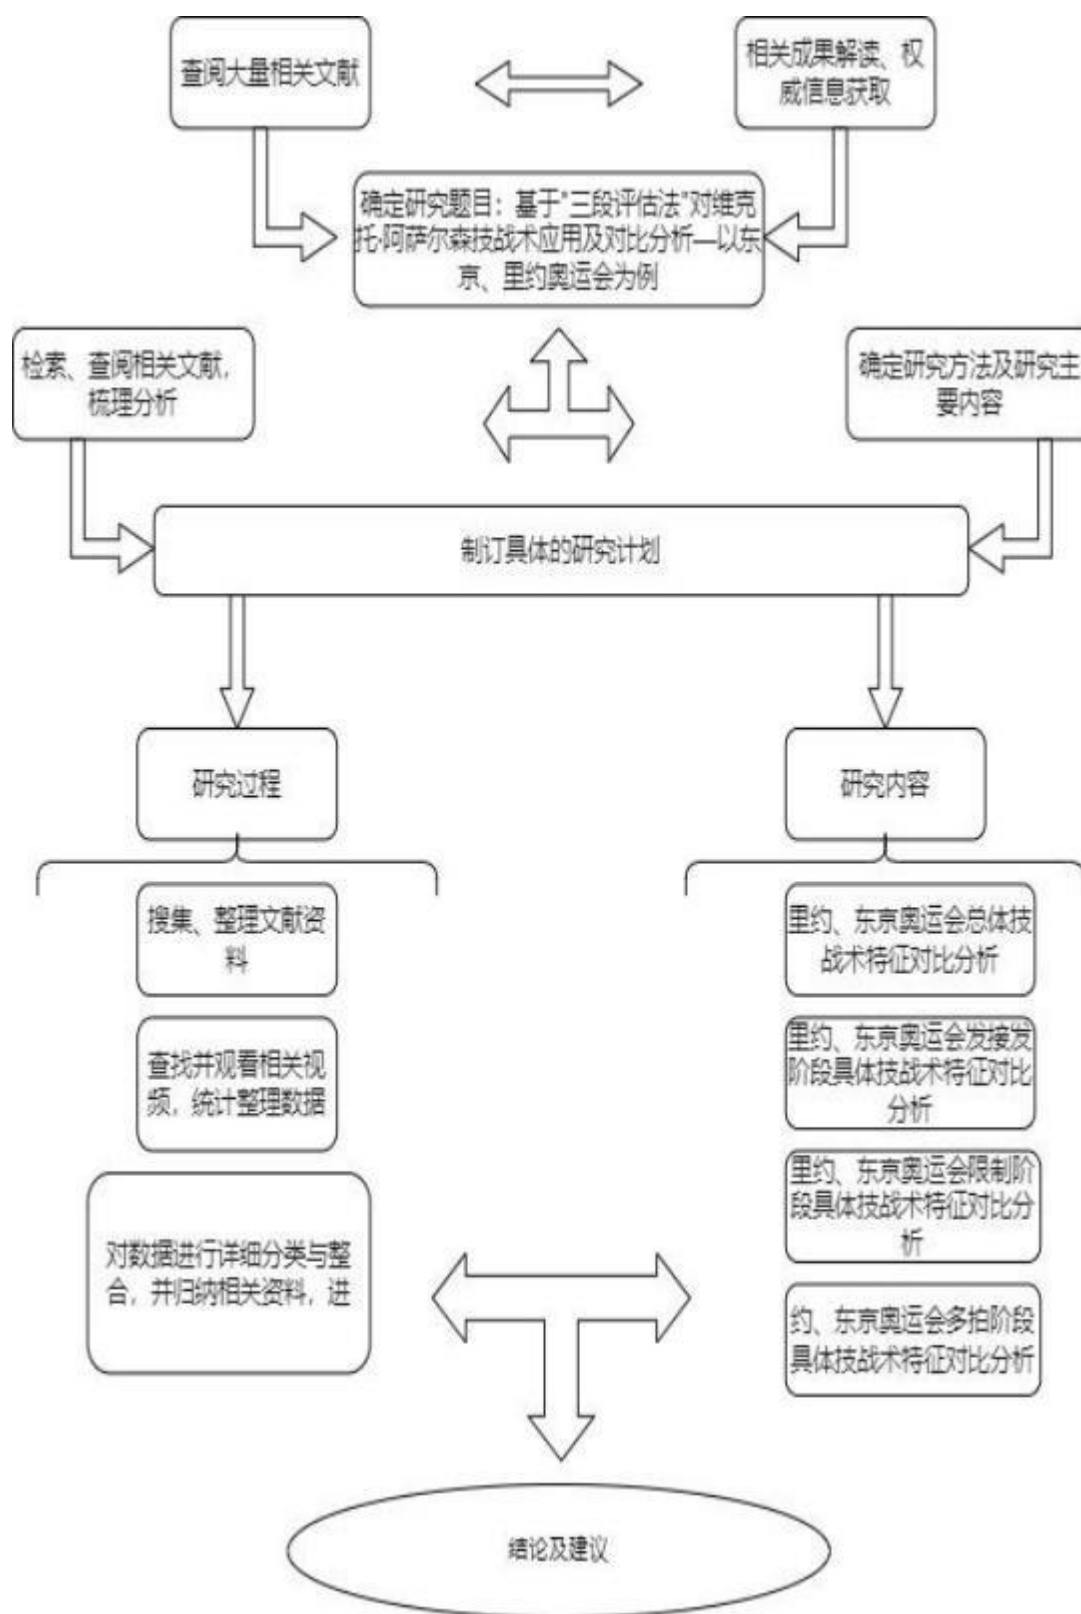 查阅大量相关文献
相关成果解读、权
威信息获取
确定研究题目：基于"三段评估法"对维克
托·阿萨尔森技战术应用及对比分析—以东
京、里约奥运会为例
检索、查阅相关文献，
梳理分析
确定研究方法及研究主
要内容
制订具体的研究计划
研究过程
研究内容
搜集、整理文献资
料
查找并观看相关视
频，统计整理数据
对数据进行详细分类与整
合，并归纳相关资料，进
里约、东京奥运会总体技
战术特征对比分析
里约、东京奥运会发接发
阶段具体技战术特征对比
分析
里约、东京奥运会限制阶
段具体技战术特征对比分
析
约、东京奥运会多拍阶段
具体技战术特征对比分析
结论及建议